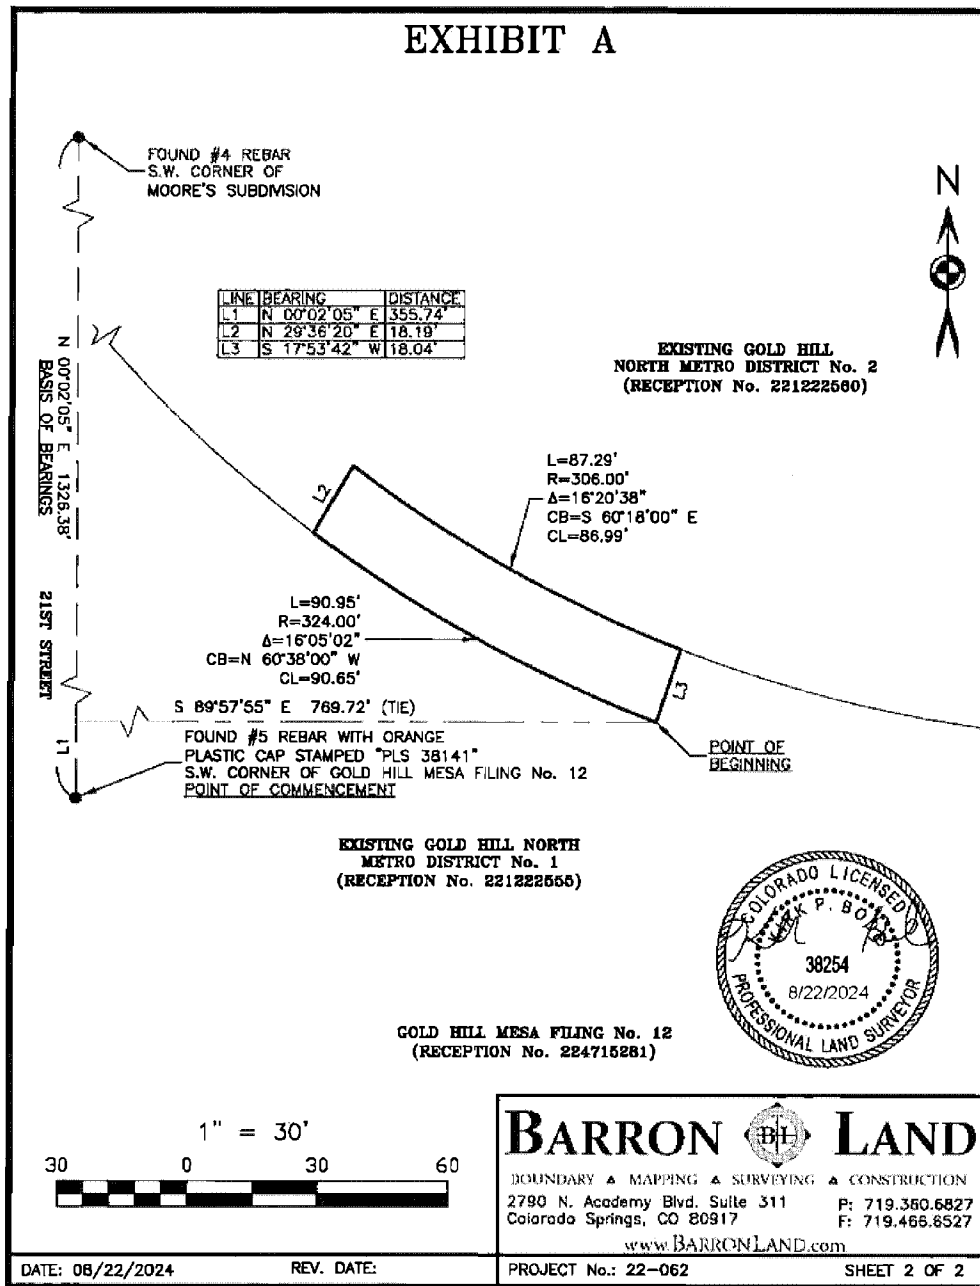 EXHIBIT A
FOUND #4 REBAR
S.W. CORNER OF
MOORE'S SUBDIVISION
N
LINE BEARING DISTANCE
L1 N 00°02'05" E 355.74'
L2 N 29°36'20" E 18.19'
L3 S 17°53'42" W 18.04'
EXISTING GOLD HILL
NORTH METRO DISTRICT No. 2
(RECEPTION No. 221222560)
N 00°02'05" E 1326.38'
BASIS OF BEARINGS
21ST STREET
L2
L=87.29'
R=306.00'
Δ=16°20'38"
CB=S 60°18'00" E
CL=86.99'
L=90.95'
R=324.00'
Δ=16°05'02"
CB=N 60°38'00" W
CL=90.65'
L3
S 89°57'55" E 769.72' (TIE)
L1
FOUND #5 REBAR WITH ORANGE
PLASTIC CAP STAMPED "PLS 38141"
S.W. CORNER OF GOLD HILL MESA FILING No. 12
POINT OF COMMENCEMENT
POINT OF
BEGINNING
EXISTING GOLD HILL NORTH
METRO DISTRICT No. 1
(RECEPTION No. 221222555)
COLORADO LICENSED
KIRK P.
38254
8/22/2024
PROFESSIONAL LAND SURVEYOR
GOLD HILL MESA FILING No. 12
(RECEPTION No. 224715281)
1" = 30'
30 0 30 60
BARRON BL LAND
BOUNDARY ▲ MAPPING ▲ SURVEYING ▲ CONSTRUCTION
2790 N. Academy Blvd. Suite 311 P: 719.360.6827
Colorado Springs, CO 80917 F: 719.466.6527
www.BARRONLAND.com
DATE: 08/22/2024 REV. DATE: PROJECT No.: 22-062 SHEET 2 OF 2